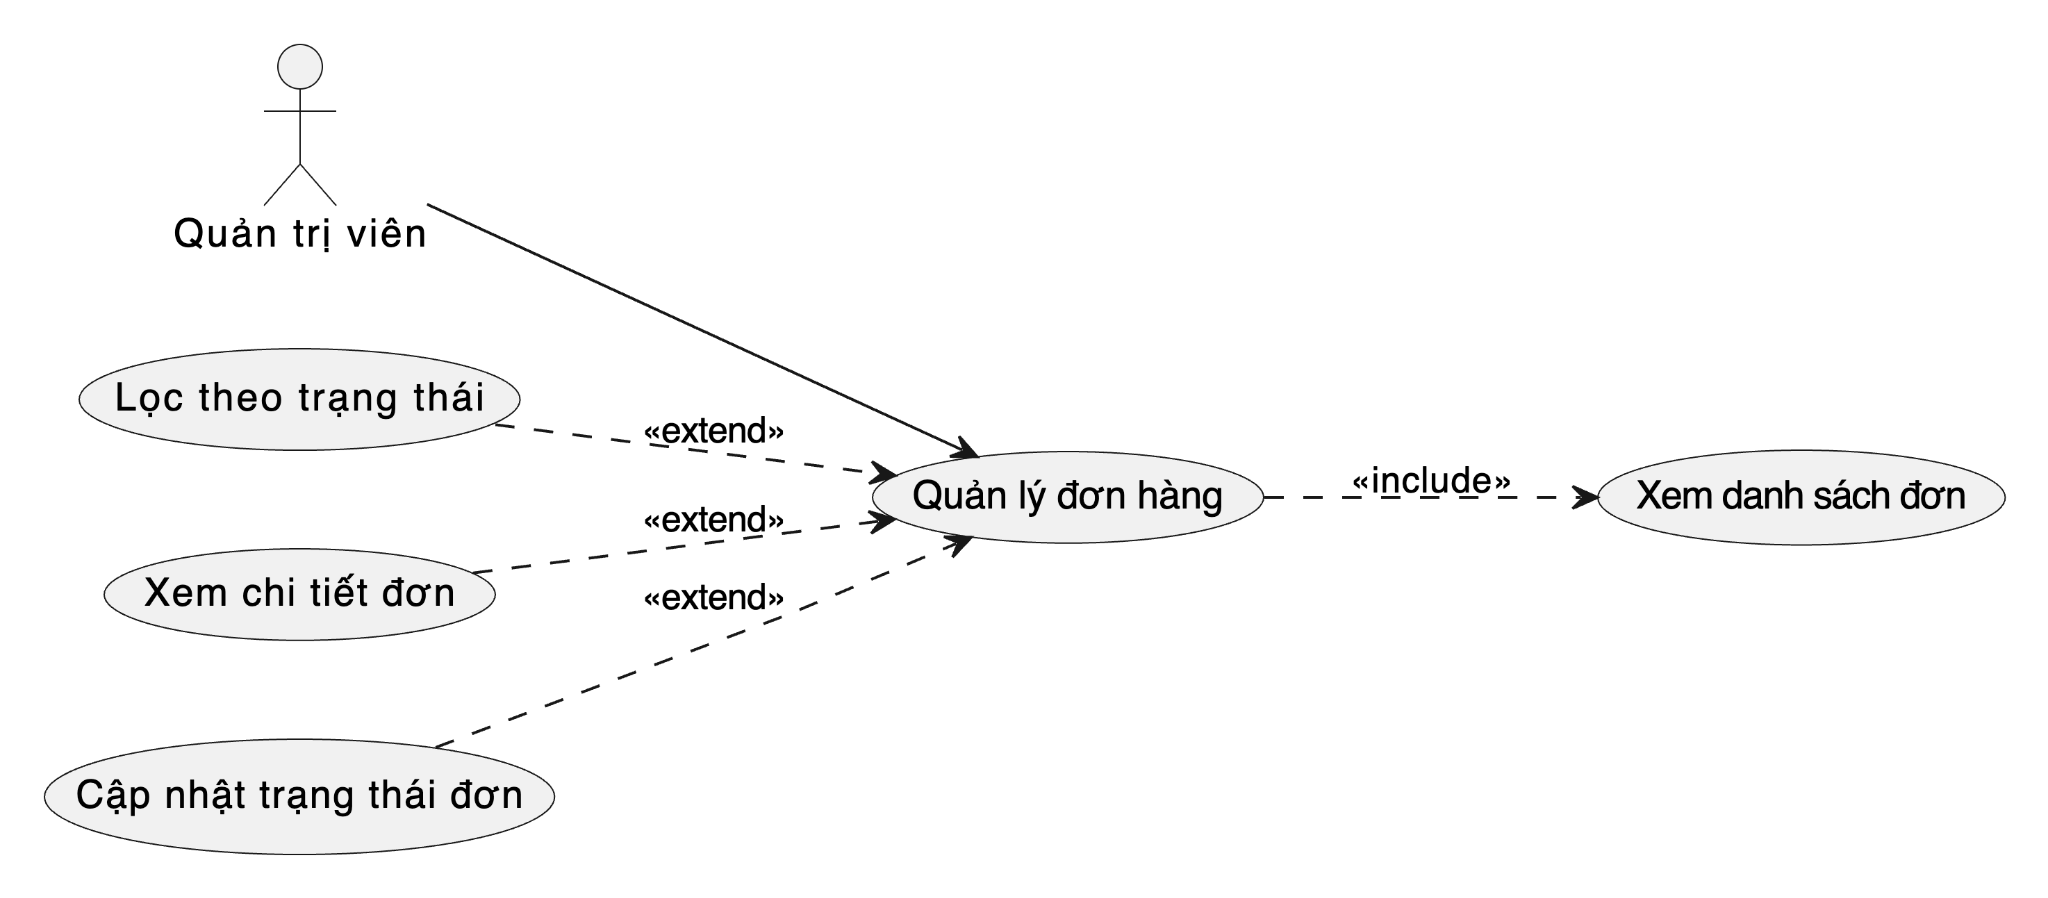 Quản trị viên
Lọc theo trạng thái
«extend»
Quản lý đơn hàng
«include»
Xem danh sách đơn
«extend»
Xem chi tiết đơn
«extend»
Cập nhật trạng thái đơn